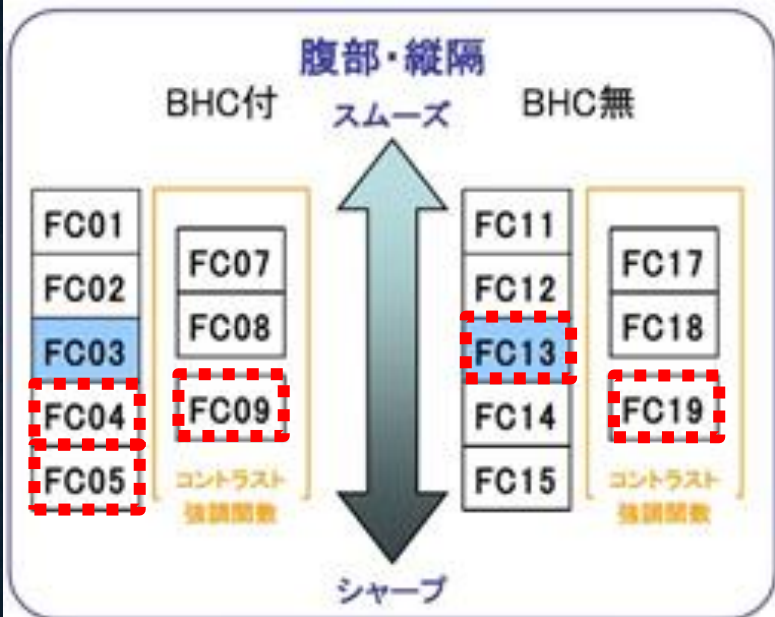 腹部・縦隔
BHC付
スムーズ
BHC無
FC01
FC02
FC03
FC04
FC05
FC07
FC08
FC09
コントラスト
強調関数
FC11
FC12
FC13
FC14
FC15
FC17
FC18
FC19
コントラスト
強調関数
シャープ